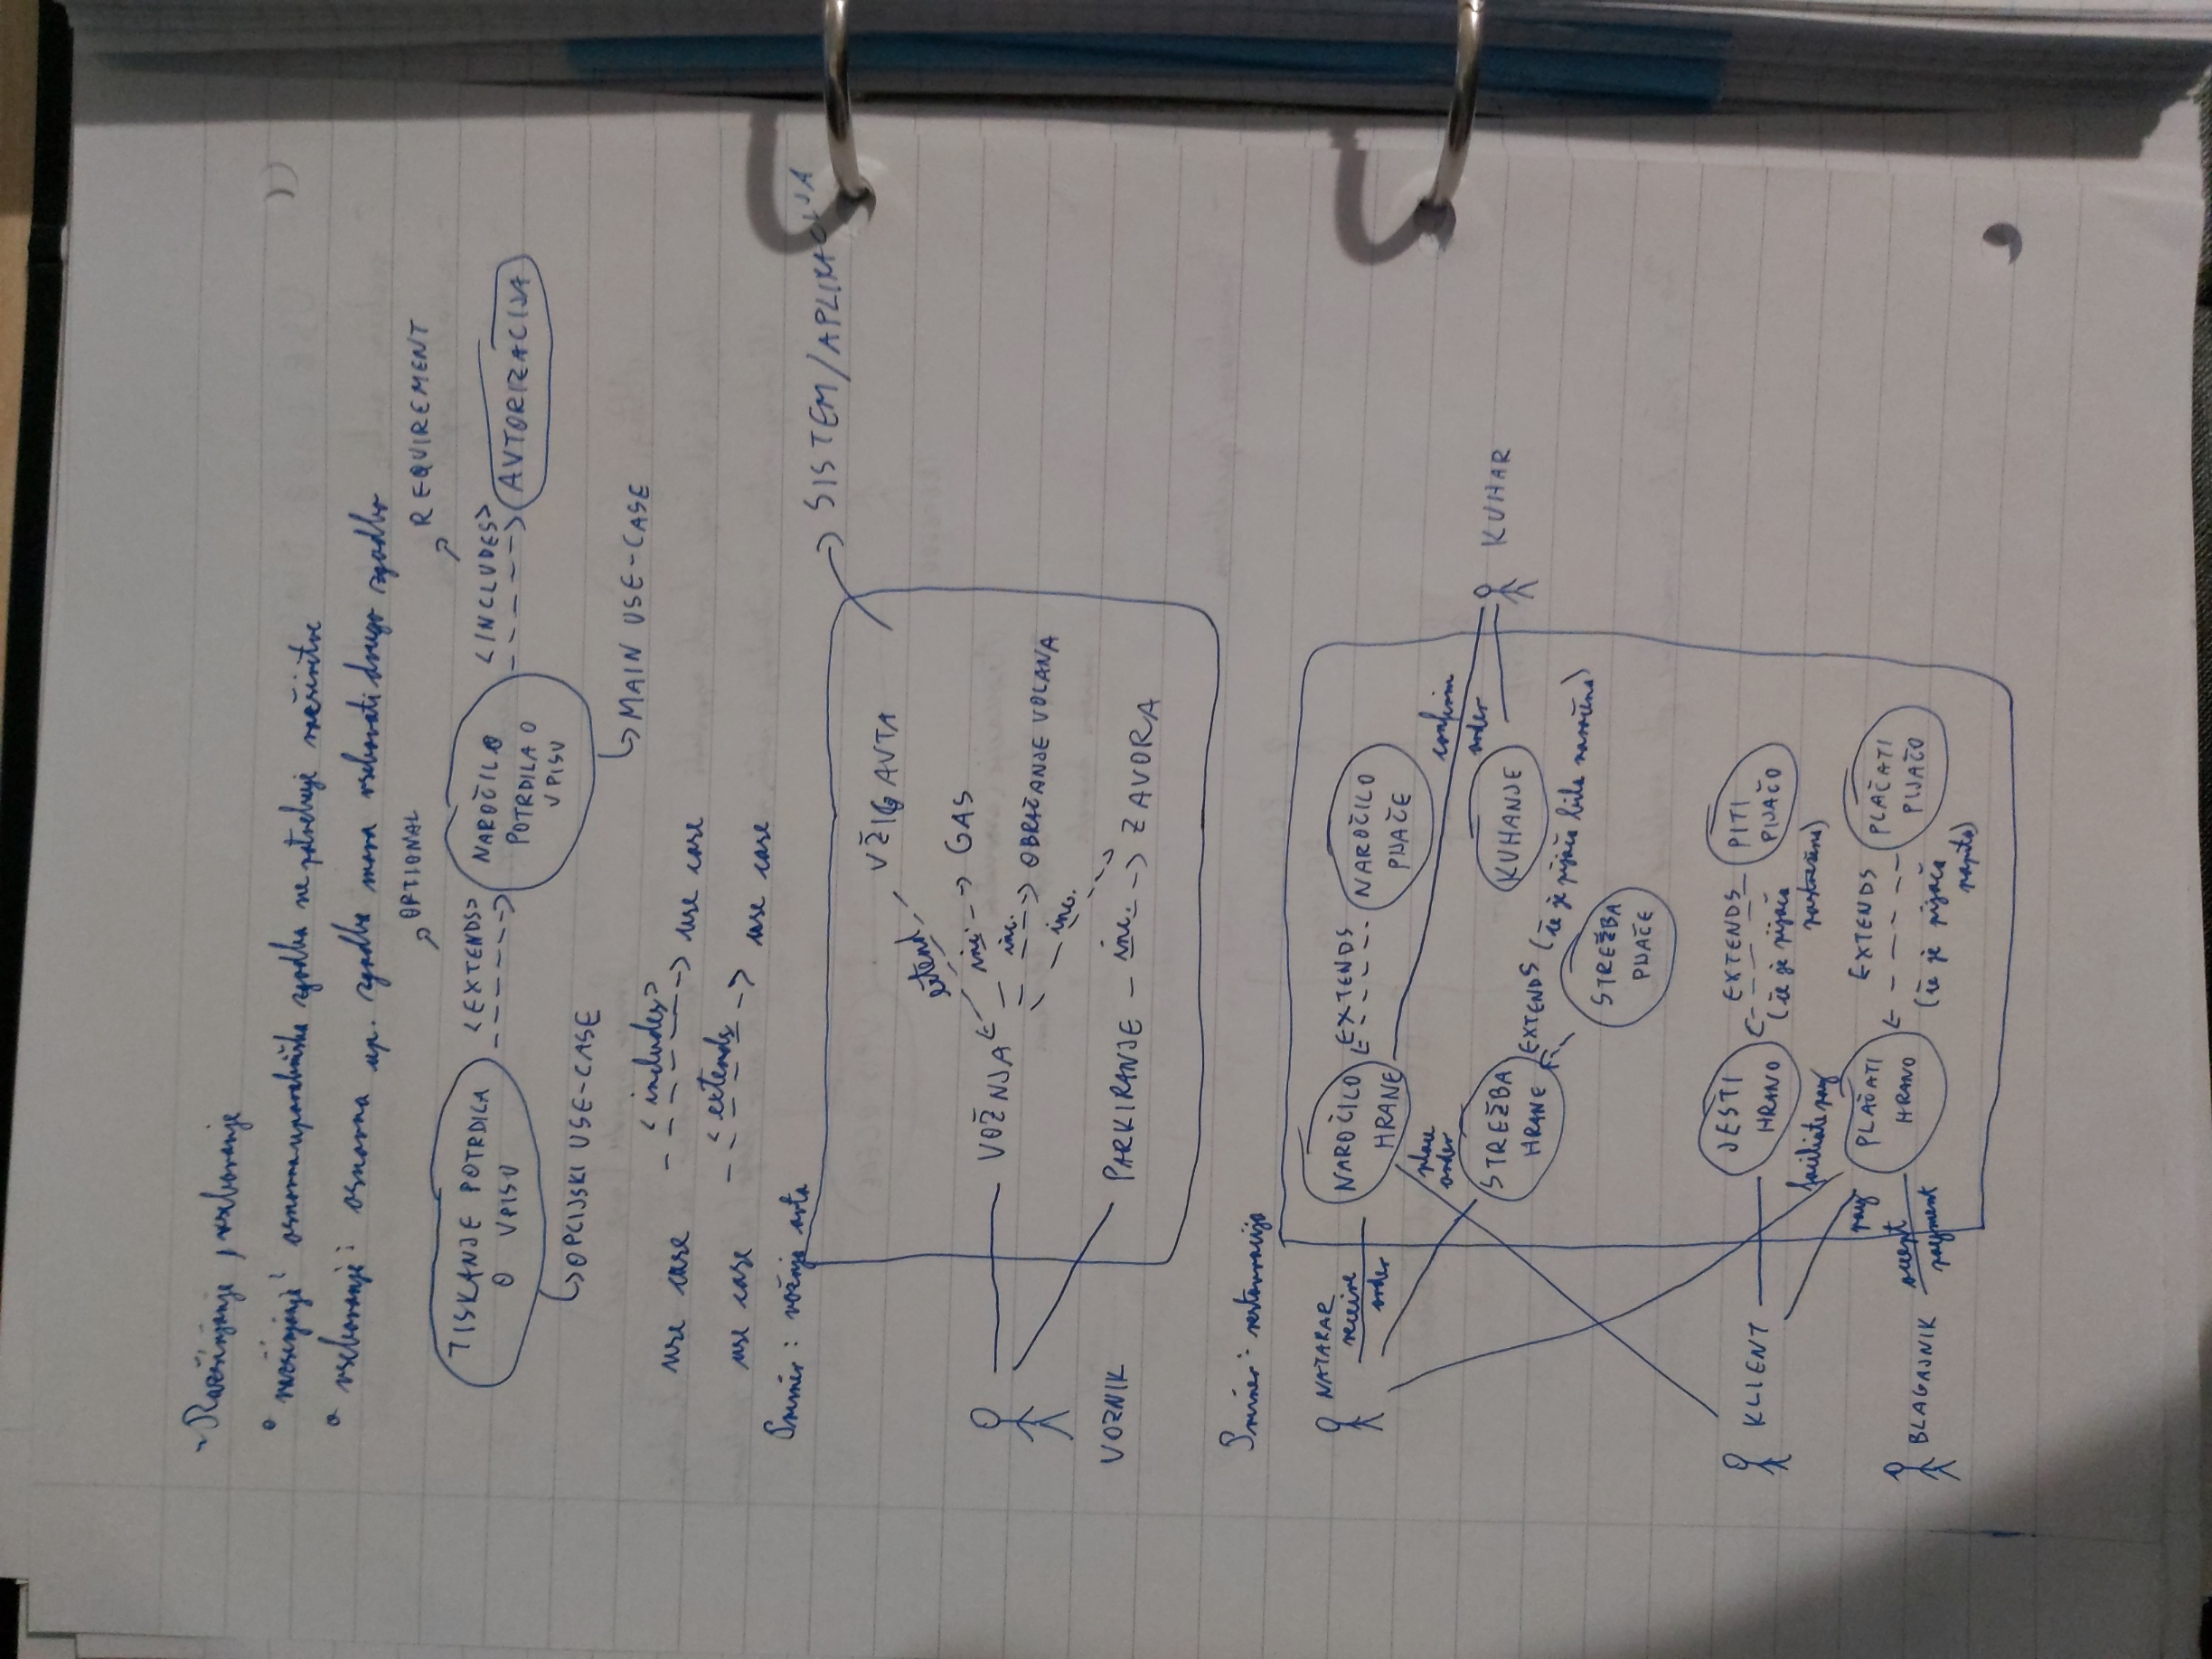 - Razširjanje, vsebovanje
o razširjanje: osnovna uporabniška zgodba ne potrebuje razširitve
o vsebovanje: osnovna up. zgodba mora vsebovati drugo zgodbo
OPTIONAL
REQUIREMENT
TISKANJE POTRDILA
O VPISU
<EXTENDS>
NAROČILO
POTRDILA O
VPISU
<INCLUDES>
AVTORIZACIJA
OPCIJSKI USE-CASE
MAIN USE-CASE
use case <includes> use case
use case <extends use case
Primer: vožnja avta
SISTEM/APLIKACIJA
VŽIG AVTA
extend
VOŽNJA
inc. GAS
inc. OBRAČANJE VOLANA
inc.
VOZNIK
PARKIRANJE inc. ZAVORA
Primer: restavracija
NATAKAR
receive
order
NAROČILO
HRANE
EXTENDS
NAROČILO
PIJAČE
place
order
confirm
order
STREŽBA
HRANE
KUHANJE
KUHAR
EXTENDS (če je pijača bila naročena)
STREŽBA
PIJAČE
KLIENT
JESTI
HRANO
EXTENDS
(če je pijača
postrežena)
PITI
PIJAČO
faciliate pay
pay
PLAČATI
HRANO
EXTENDS
(če je pijača
popita)
PLAČATI
PIJAČO
BLAGAJNIK
accept
payment